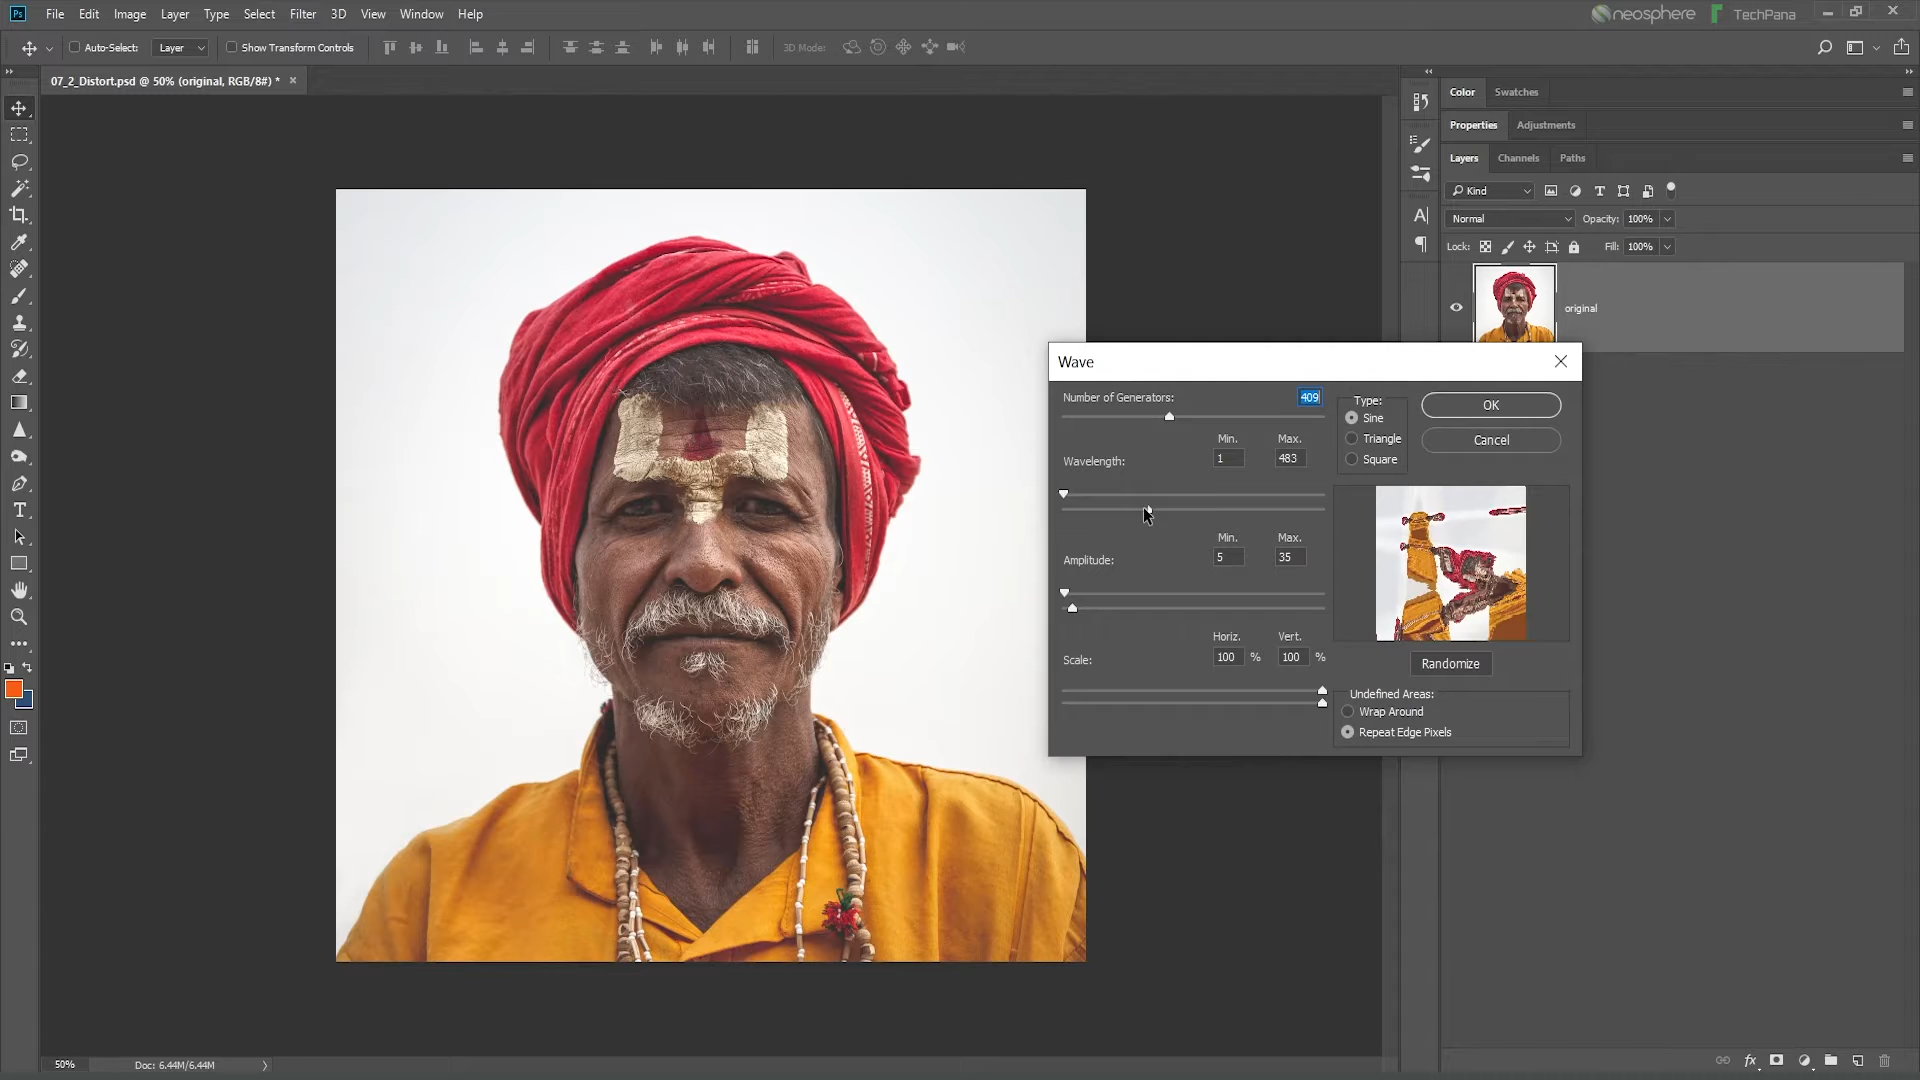 Ps File Edit Image Layer Type Select Filter 3D View Window Help neosphere TechPana
Auto-Select: Layer Show Transform Controls 3D Mode:
07_2_Distort.psd @ 50% (original, RGB/8#) * ×
Color Swatches
Properties Adjustments
Layers Channels Paths
Kind
Normal Opacity: 100%
Lock: Fill: 100%
original
Wave
Number of Generators: 409
Min. Max.
Wavelength: 1 483
Min. Max.
Amplitude: 5 35
Horiz. Vert.
Scale: 100 % 100 %
Type:
Sine
Triangle
Square
OK
Cancel
Randomize
Undefined Areas:
Wrap Around
Repeat Edge Pixels
50% Doc: 6.44M/6.44M